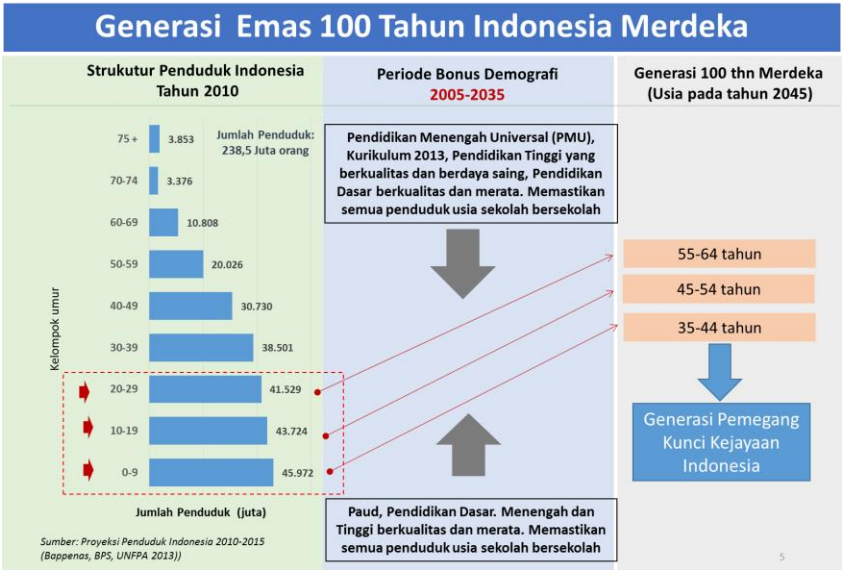 Generasi Emas 100 Tahun Indonesia Merdeka
Strukutur Penduduk Indonesia
Tahun 2010
Jumlah Penduduk:
238,5 Juta orang
Kelompok umur
75 + 3.853
70-74 3.376
60-69 10.808
50-59 20.026
40-49 30.730
30-39 38.501
20-29 41.529
10-19 43.724
0-9 45.972
Jumlah Penduduk (juta)
Sumber: Proyeksi Penduduk Indonesia 2010-2015
(Bappenas, BPS, UNFPA 2013))
Periode Bonus Demografi
2005-2035
Pendidikan Menengah Universal (PMU),
Kurikulum 2013, Pendidikan Tinggi yang
berkualitas dan berdaya saing, Pendidikan
Dasar berkualitas dan merata. Memastikan
semua penduduk usia sekolah bersekolah
Paud, Pendidikan Dasar. Menengah dan
Tinggi berkualitas dan merata. Memastikan
semua penduduk usia sekolah bersekolah
Generasi 100 thn Merdeka
(Usia pada tahun 2045)
55-64 tahun
45-54 tahun
35-44 tahun
Generasi Pemegang
Kunci Kejayaan
Indonesia
5